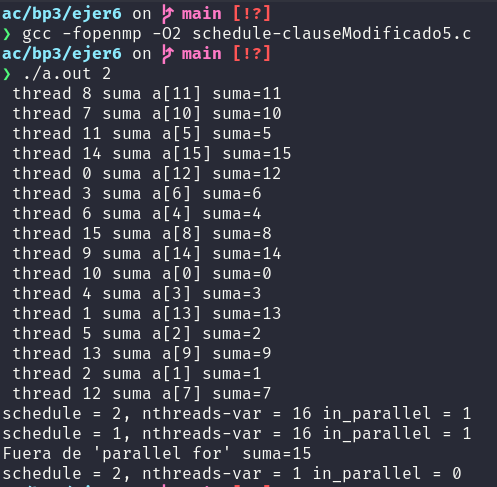 ac/bp3/ejer6 on main [!?]
❯ gcc -fopenmp -O2 schedule-clauseModificado5.c
ac/bp3/ejer6 on main [!?]
❯ ./a.out 2
thread 8 suma a[11] suma=11
thread 7 suma a[10] suma=10
thread 11 suma a[5] suma=5
thread 14 suma a[15] suma=15
thread 0 suma a[12] suma=12
thread 3 suma a[6] suma=6
thread 6 suma a[4] suma=4
thread 15 suma a[8] suma=8
thread 9 suma a[14] suma=14
thread 10 suma a[0] suma=0
thread 4 suma a[3] suma=3
thread 1 suma a[13] suma=13
thread 5 suma a[2] suma=2
thread 13 suma a[9] suma=9
thread 2 suma a[1] suma=1
thread 12 suma a[7] suma=7
schedule = 2, nthreads-var = 16 in_parallel = 1
schedule = 1, nthreads-var = 16 in_parallel = 1
Fuera de 'parallel for' suma=15
schedule = 2, nthreads-var = 1 in_parallel = 0
ac/bp3/ejer6 on main [!?]